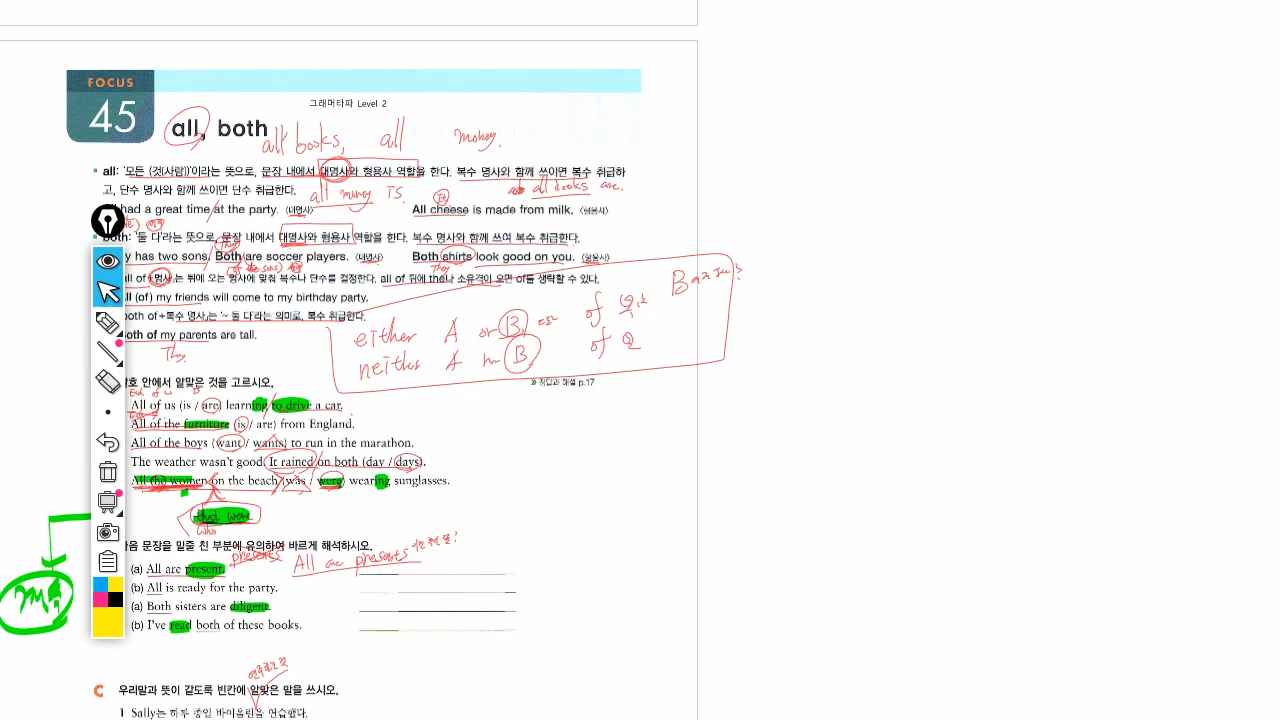 FOCUS
45
그래머타파 Level 2
all, both
all books, all money.
all: '모든 (것(사람))'이라는 뜻으로, 문장 내에서 대명사와 형용사 역할을 한다. 복수 명사와 함께 쓰이면 복수 취급하
고, 단수 명사와 함께 쓰이면 단수 취급한다.
all money is
all books are.
had a great time at the party. <대명사>
It
All cheese is made from milk. <형용사>
both: '둘 다'라는 뜻으로, 문장 내에서 대명사와 형용사 역할을 한다. 복수 명사와 함께 쓰여 복수 취급한다.
They
y has two sons. Both are soccer players. <대명사>
Both shirts look good on you. <형용사>
(of the sons)
They
all of +명사'는 뒤에 오는 명사에 맞춰 복수나 단수를 결정한다. all of 뒤에 the나 소유격이 오면 of를 생략할 수 있다.
ll (of) my friends will come to my birthday party.
both of+복수 명사'는 '~ 둘 다'라는 의미로, 복수 취급한다.
oth of my parents are tall.
They
either A or B of
neither A nor B of
호 안에서 알맞은 것을 고르시오.
정답과 해설 p.17
All of us (is / are) learning to drive a car.
All of the furniture (is / are) from England.
All of the boys (want / wants) to run in the marathon.
The weather wasn't good. It rained on both (day / days).
All the women on the beach (was / were) wearing sunglasses.
that were
who
음 문장을 밑줄 친 부분에 유의하여 바르게 해석하시오.
presents
All are presents
(a) All are present.
(b) All is ready for the party.
(a) Both sisters are diligent.
(b) I've read both of these books.
C 우리말과 뜻이 같도록 빈칸에 알맞은 말을 쓰시오.
1 Sally는 하루 종일 바이올린을 연습했다.